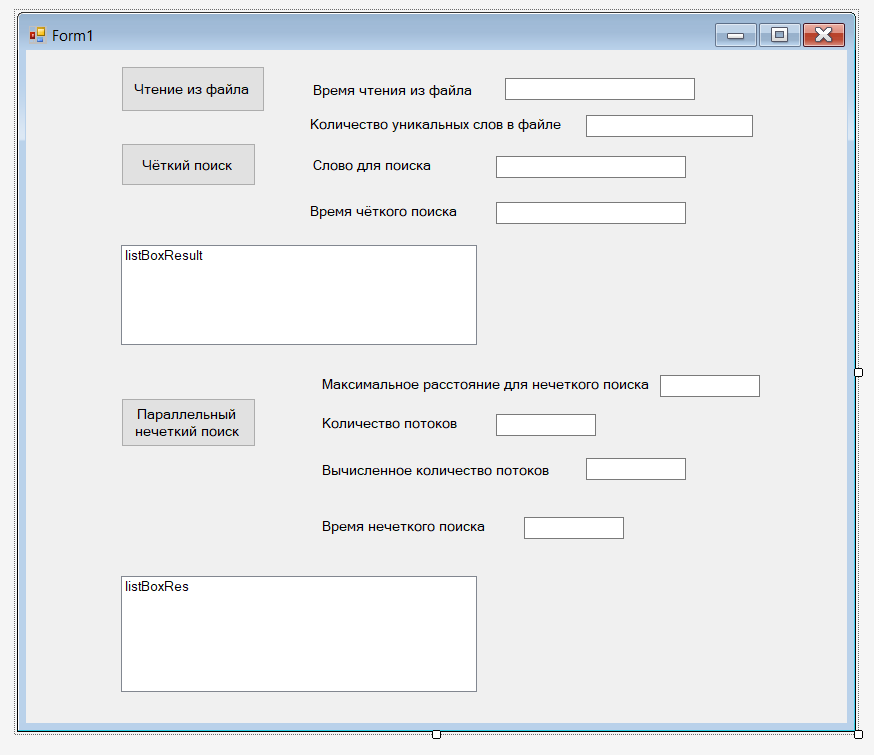 Form1
Чтение из файла
Время чтения из файла
Количество уникальных слов в файле
Чёткий поиск
Слово для поиска
Время чёткого поиска
listBoxResult
Максимальное расстояние для нечеткого поиска
Параллельный
нечеткий поиск
Количество потоков
Вычисленное количество потоков
Время нечеткого поиска
listBoxRes